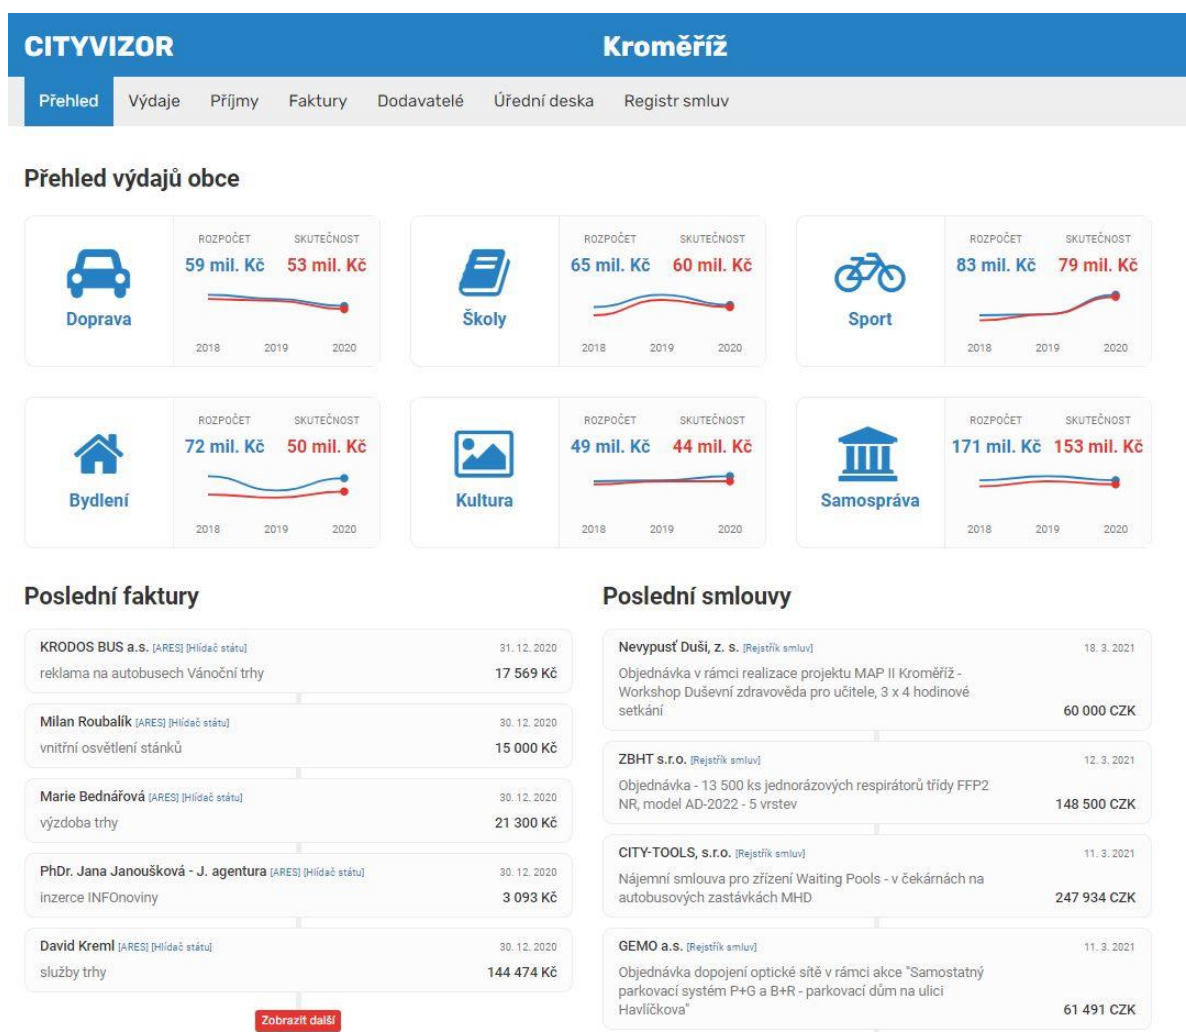 CITYVIZOR
Kroměříž
Přehled Výdaje Příjmy Faktury Dodavatelé Úřední deska Registr smluv
Přehled výdajů obce
Doprava
ROZPOČET SKUTEČNOST
59 mil. Kč 53 mil. Kč
2018 2019 2020
Školy
ROZPOČET SKUTEČNOST
65 mil. Kč 60 mil. Kč
2018 2019 2020
Sport
ROZPOČET SKUTEČNOST
83 mil. Kč 79 mil. Kč
2018 2019 2020
Bydlení
ROZPOČET SKUTEČNOST
72 mil. Kč 50 mil. Kč
2018 2019 2020
Kultura
ROZPOČET SKUTEČNOST
49 mil. Kč 44 mil. Kč
2018 2019 2020
Samospráva
ROZPOČET SKUTEČNOST
171 mil. Kč 153 mil. Kč
2018 2019 2020
Poslední faktury
KRODOS BUS a.s. [ARES] [Hlídač státu] 31. 12. 2020
reklama na autobusech Vánoční trhy 17 569 Kč
Milan Roubalík [ARES] [Hlídač státu] 30. 12. 2020
vnitřní osvětlení stánků 15 000 Kč
Marie Bednářová [ARES] [Hlídač státu] 30. 12. 2020
výzdoba trhy 21 300 Kč
PhDr. Jana Janoušková - J. agentura [ARES] [Hlídač státu] 30. 12. 2020
inzerce INFOnoviny 3 093 Kč
David Kreml [ARES] [Hlídač státu] 30. 12. 2020
služby trhy 144 474 Kč
Zobrazit další
Poslední smlouvy
Nevypusť Duši, z. s. [Rejstřík smluv] 18. 3. 2021
Objednávka v rámci realizace projektu MAP II Kroměříž -
Workshop Duševní zdravověda pro učitele, 3 x 4 hodinové
setkání 60 000 CZK
ZBHT s.r.o. [Rejstřík smluv] 12. 3. 2021
Objednávka - 13 500 ks jednorázových respirátorů třídy FFP2
NR, model AD-2022 - 5 vrstev 148 500 CZK
CITY-TOOLS, s.r.o. [Rejstřík smluv] 11. 3. 2021
Nájemní smlouva pro zřízení Waiting Pools - v čekárnách na
autobusových zastávkách MHD 247 934 CZK
GEMO a.s. [Rejstřík smluv] 11. 3. 2021
Objednávka dopojení optické sítě v rámci akce "Samostatný
parkovací systém P+G a B+R - parkovací dům na ulici
Havlíčkova" 61 491 CZK